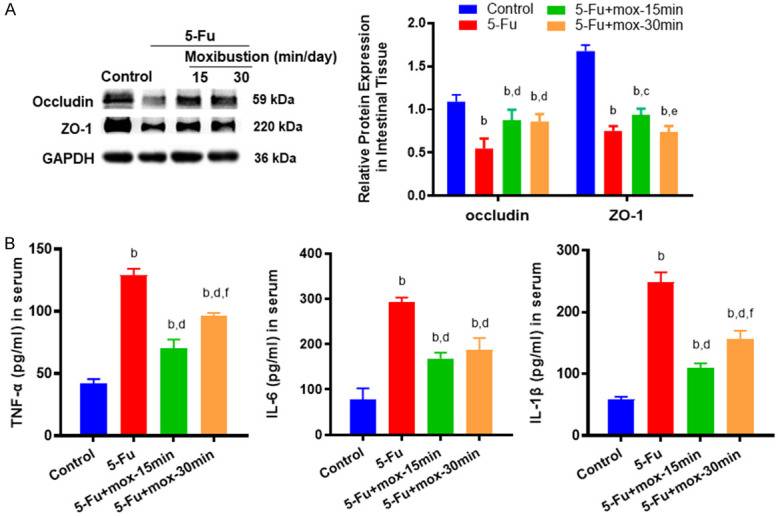 A
5-Fu
Moxibustion (min/day)
Control 15 30
Occludin 59 kDa
ZO-1 220 kDa
GAPDH 36 kDa
Control 5-Fu+mox-15min
5-Fu 5-Fu+mox-30min
Relative Protein Expression
in Intestinal Tissue
2.0
1.5
1.0
0.5
0.0
b b,d b,d
b b,c b,e
occludin ZO-1
B
TNF-α (pg/ml) in serum
150
100
50
0
b
b,d
b,d,f
Control
5-Fu
5-Fu+mox-15min
5-Fu+mox-30min
IL-6 (pg/ml) in serum
400
300
200
100
0
b
b,d
b,d
Control
5-Fu
5-Fu+mox-15min
5-Fu+mox-30min
IL-1β (pg/ml) in serum
300
200
100
0
b
b,d
b,d,f
Control
5-Fu
5-Fu+mox-15min
5-Fu+mox-30min